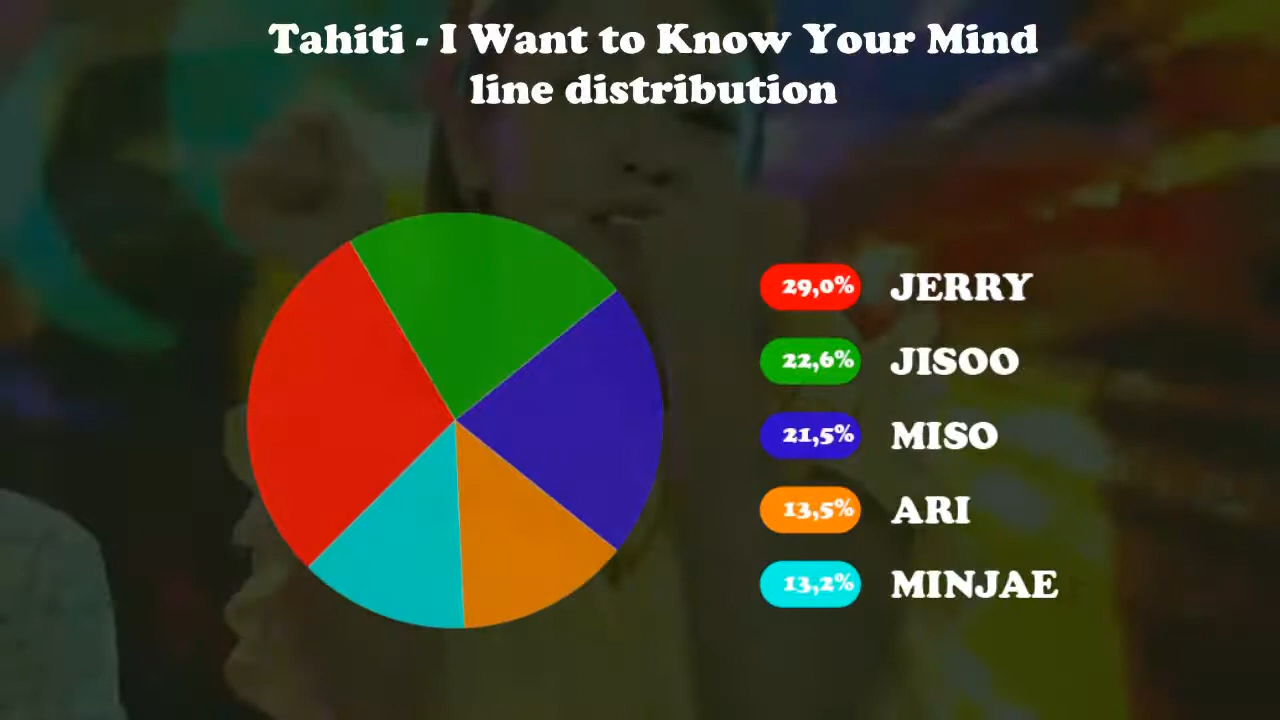 Tahiti - I Want to Know Your Mind
line distribution
29,0% JERRY
22,6% JISOO
21,5% MISO
13,5% ARI
13,2% MINJAE